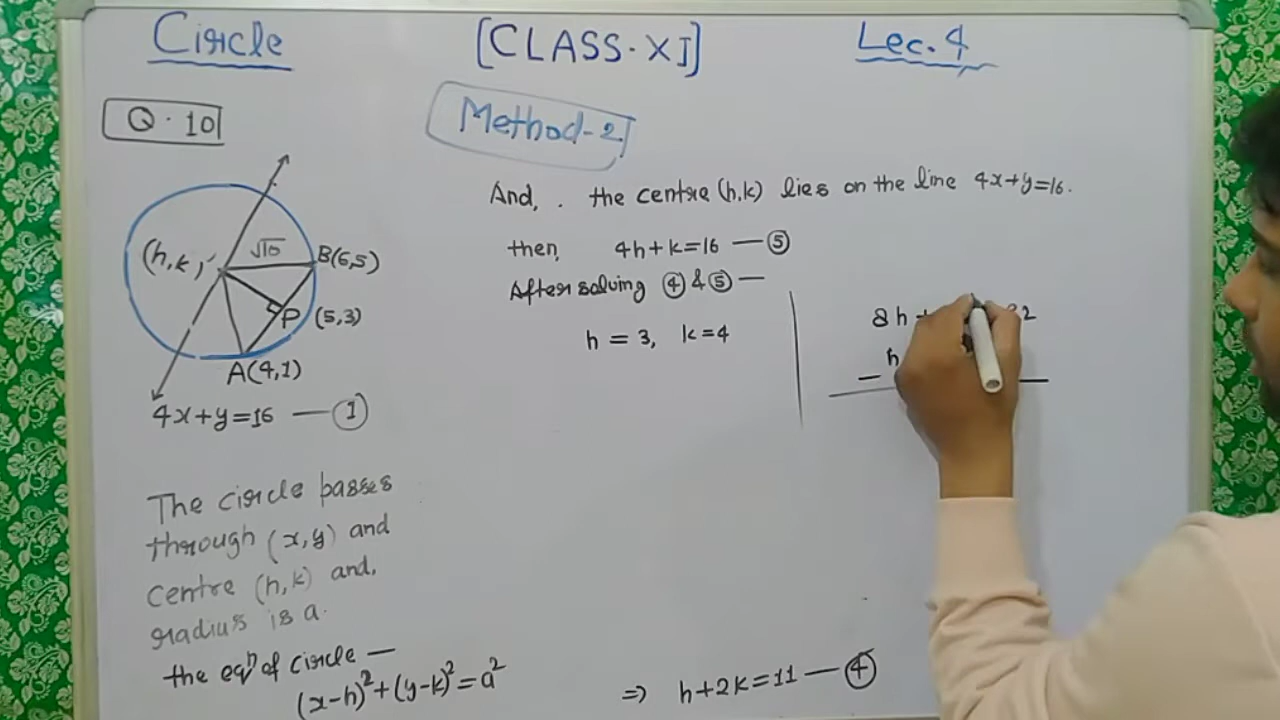 Circle [CLASS-XI] Lec.4
Q.10
Method-2
(h,k) √10 B(6,5)
P (5,3)
A(4,1)
4x+y=16 — ①
The circle passes
through (x,y) and
centre (h,k) and,
radius is a.
the eqⁿ of circle —
(x-h)²+(y-k)²=a²
And, . the centre (h,k) lies on the line 4x+y=16.
then, 4h+k=16 — ⑤
After solving ④ & ⑤ —
h = 3, k=4
8h
h
⇒ h+2k=11 — ④